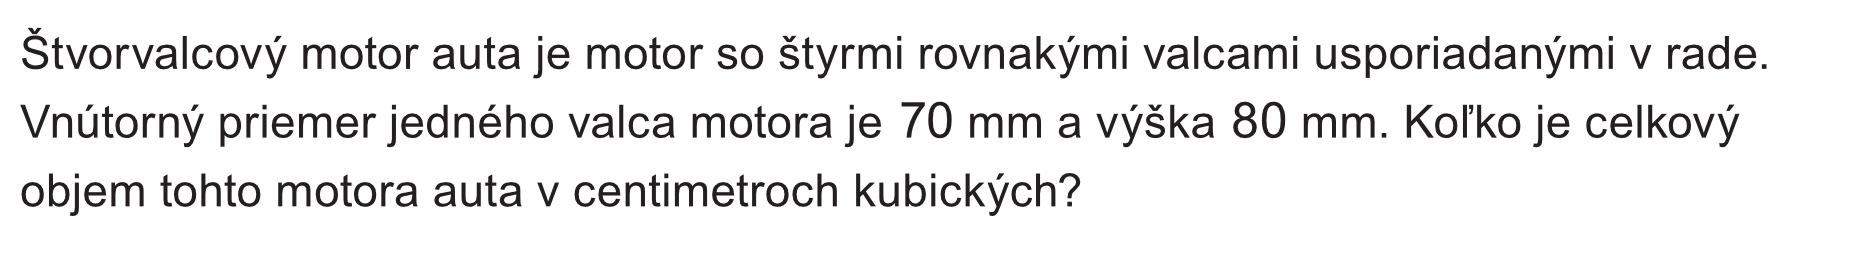 Štvorvalcový motor auta je motor so štyrmi rovnakými valcami usporiadanými v rade.
Vnútorný priemer jedného valca motora je 70 mm a výška 80 mm. Koľko je celkový
objem tohto motora auta v centimetroch kubických?